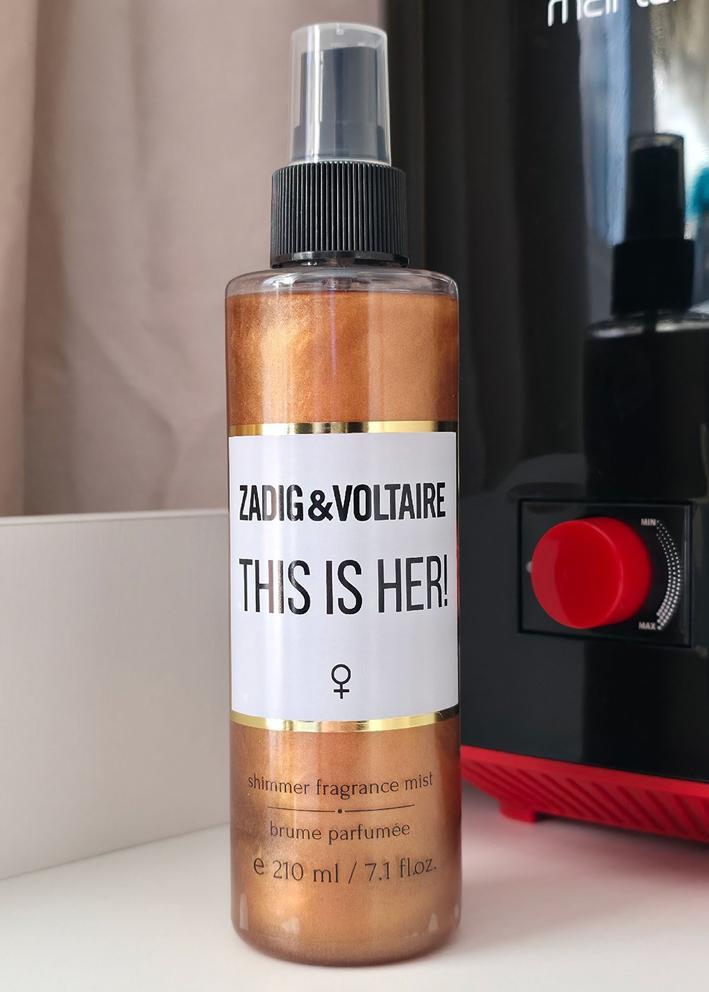 ZADIG&VOLTAIRE
THIS IS HER!
shimmer fragrance mist
brume parfumée
e 210 ml / 7.1 fl.oz.
MIN
MAX